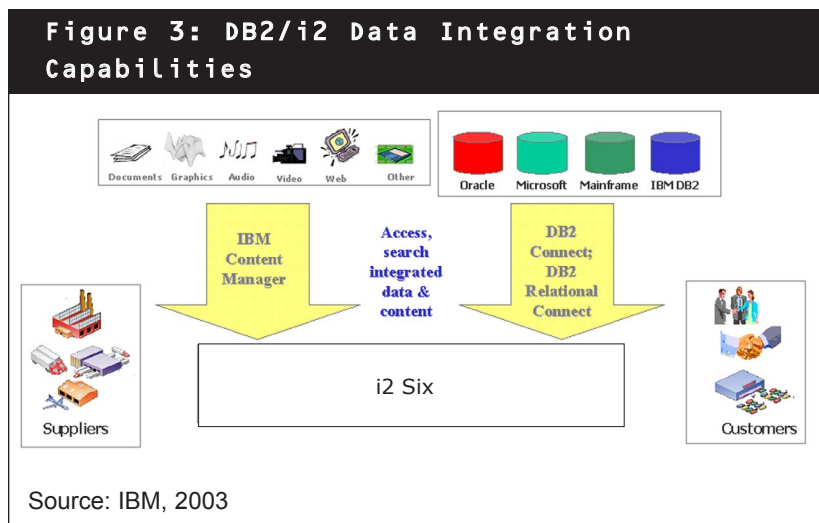 Figure 3: DB2/i2 Data Integration
Capabilities
Documents Graphics Audio Video Web Other
Oracle Microsoft Mainframe IBM DB2
IBM
Content
Manager
Access,
search
integrated
data &
content
DB2
Connect;
DB2
Relational
Connect
i2 Six
Suppliers
Customers
Source: IBM, 2003